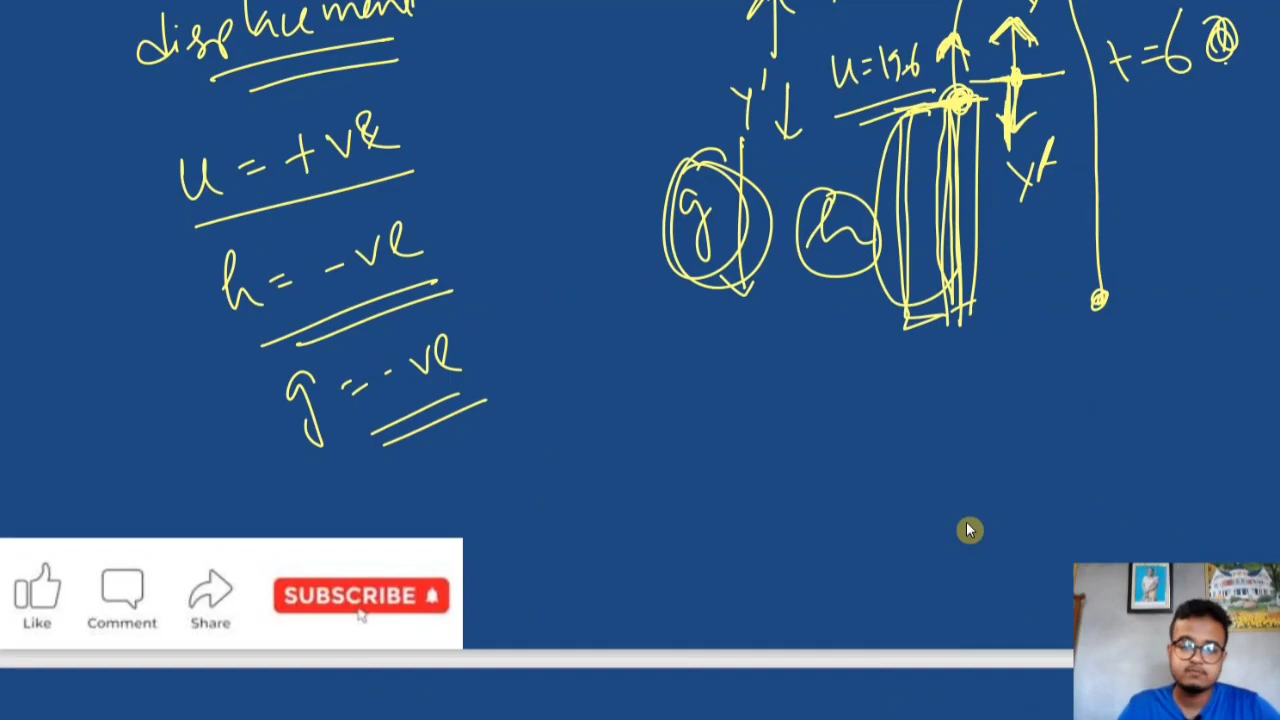 displacement
u = +ve
h = -ve
g = -ve
u = 19.6
t = 6
Y'
g
h
Y'
Like
Comment
Share
SUBSCRIBE